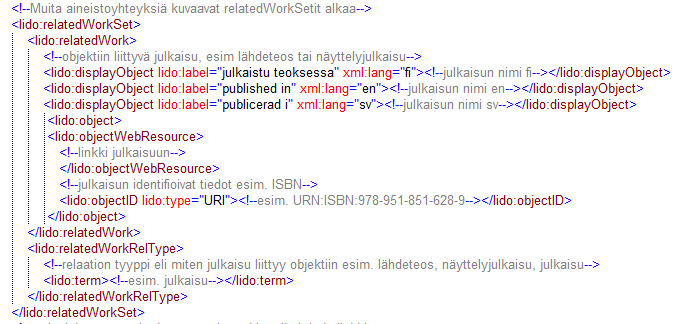 <!--Muita aineistoyhteyksiä kuvaavat relatedWorkSetit alkaa-->
<lido:relatedWorkSet>
<lido:relatedWork>
<!--objektiin liittyvä julkaisu, esim lähdeteos tai näyttelyjulkaisu-->
<lido:displayObject lido:label="julkaistu teoksessa" xml:lang="fi"><!--julkaisun nimi fi--></lido:displayObject>
<lido:displayObject lido:label="published in" xml:lang="en"><!--julkaisun nimi en--></lido:displayObject>
<lido:displayObject lido:label="publicerad i" xml:lang="sv"><!--julkaisun nimi sv--></lido:displayObject>
<lido:object>
<lido:objectWebResource>
<!--linkki julkaisuun-->
</lido:objectWebResource>
<!--julkaisun identifioivat tiedot esim. ISBN-->
<lido:objectID lido:type="URI"><!--esim. URN:ISBN:978-951-851-628-9--></lido:objectID>
</lido:object>
</lido:relatedWork>
<lido:relatedWorkRelType>
<!--relaation tyyppi eli miten julkaisu liittyy objektiin esim. lähdeteos, näyttelyjulkaisu, julkaisu-->
<lido:term><!--esim. julkaisu--></lido:term>
</lido:relatedWorkRelType>
</lido:relatedWorkSet>